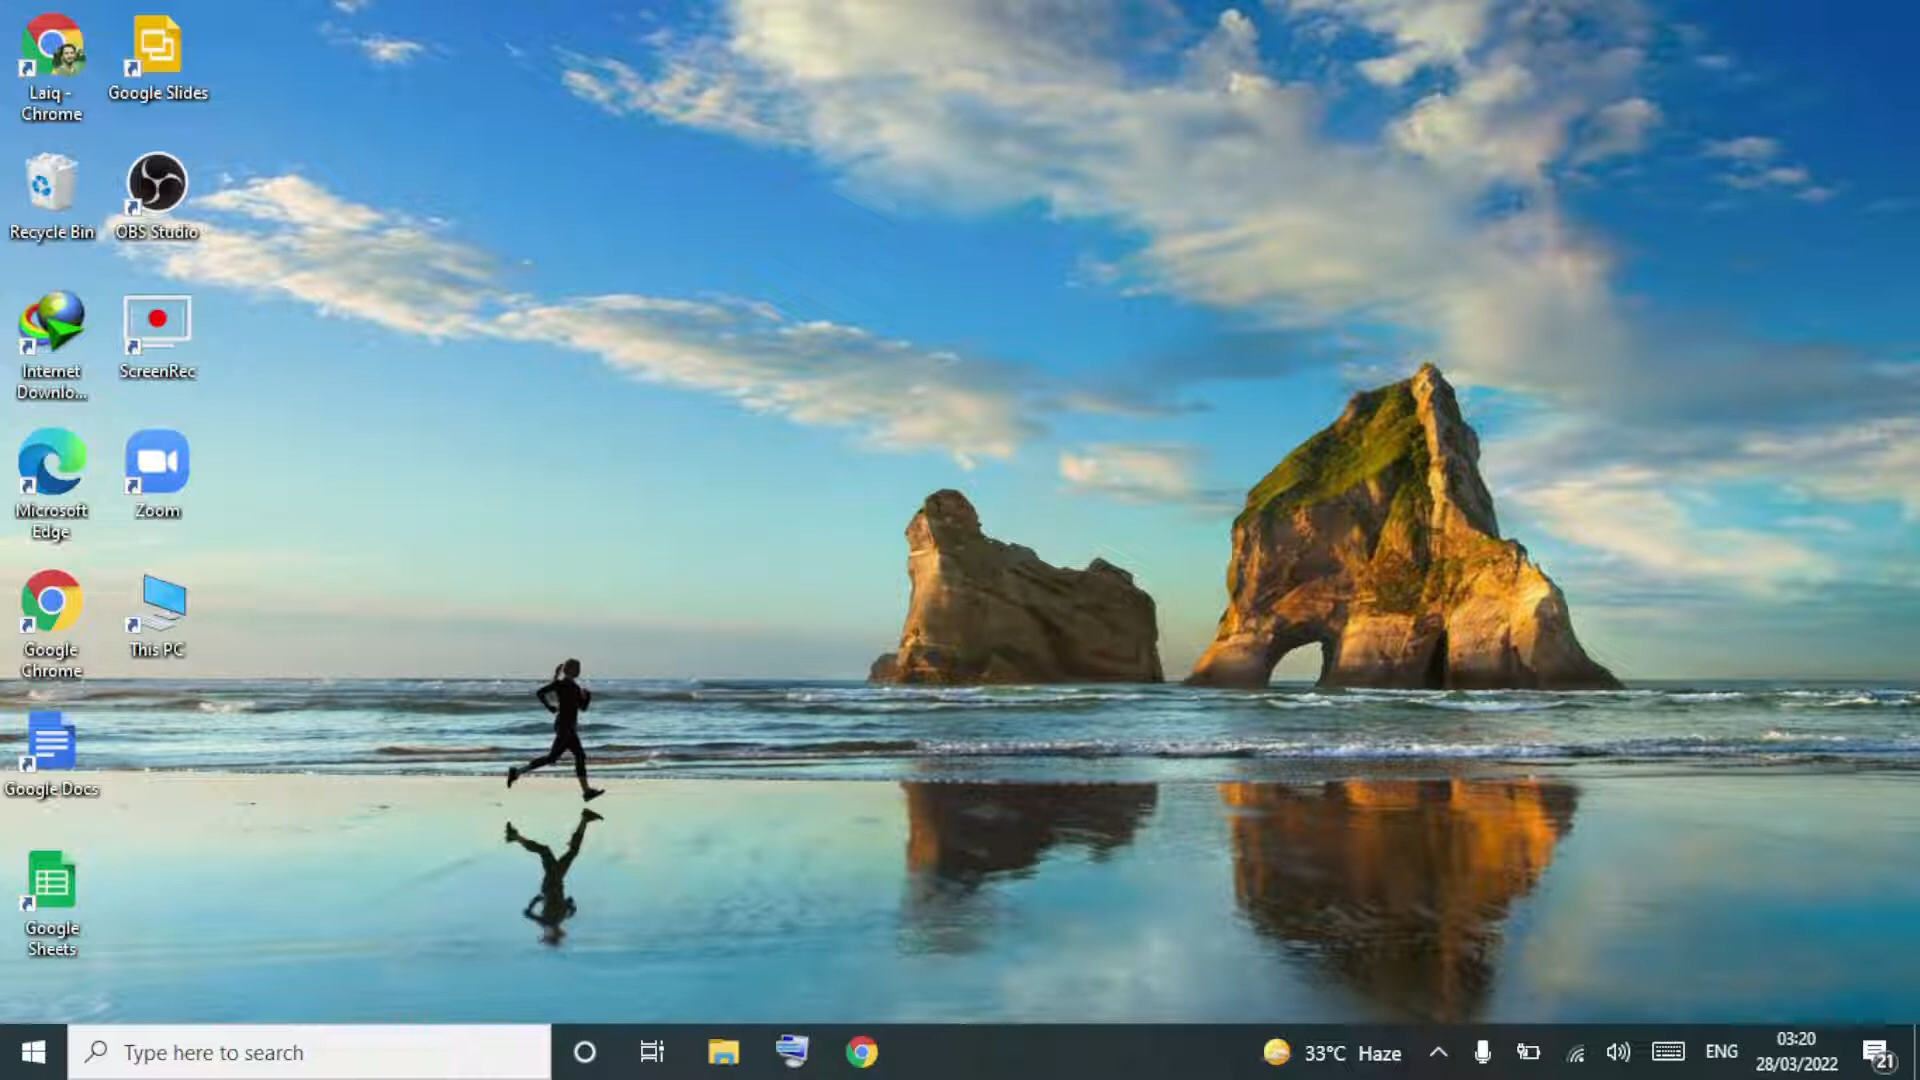 Laiq -
Chrome
Google Slides
Recycle Bin
OBS Studio
Internet
Downlo...
ScreenRec
Microsoft
Edge
Zoom
Google
Chrome
This PC
Google Docs
Google
Sheets
Type here to search
33°C Haze
ENG
03:20
28/03/2022
21